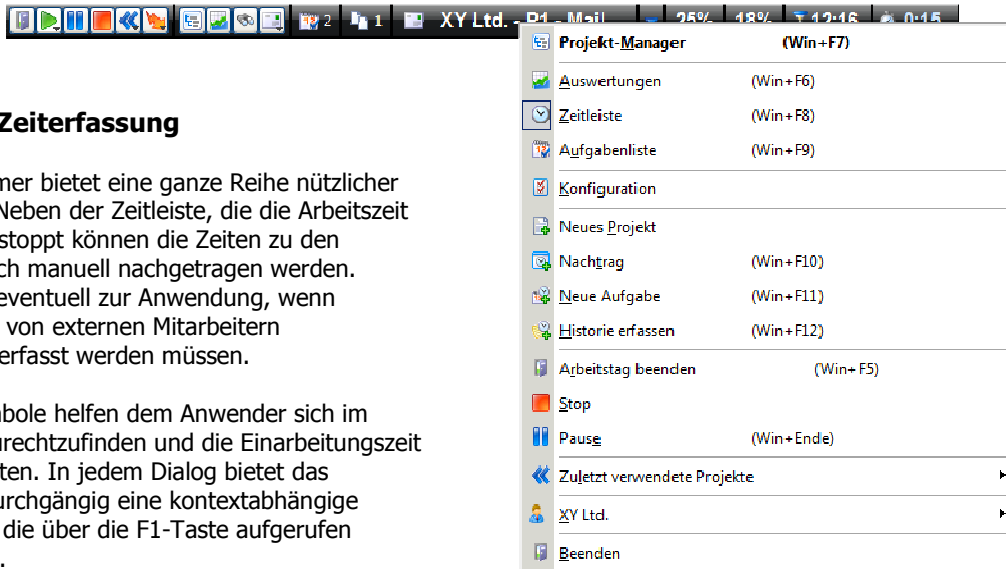 2 1 XY Ltd. - P1 - Mail 25% 18% 12:16 0:15
Zeiterfassung
mer bietet eine ganze Reihe nützlicher
Neben der Zeitleiste, die die Arbeitszeit
stoppt können die Zeiten zu den
ch manuell nachgetragen werden.
eventuell zur Anwendung, wenn
von externen Mitarbeitern
erfasst werden müssen.
bole helfen dem Anwender sich im
urechtzufinden und die Einarbeitungszeit
ten. In jedem Dialog bietet das
urchgängig eine kontextabhängige
die über die F1-Taste aufgerufen
.
Projekt-Manager (Win+F7)
Auswertungen (Win+F6)
Zeitleiste (Win+F8)
Aufgabenliste (Win+F9)
Konfiguration
Neues Projekt
Nachtrag (Win+F10)
Neue Aufgabe (Win+F11)
Historie erfassen (Win+F12)
Arbeitstag beenden (Win+F5)
Stop
Pause (Win+Ende)
Zuletzt verwendete Projekte
XY Ltd.
Beenden